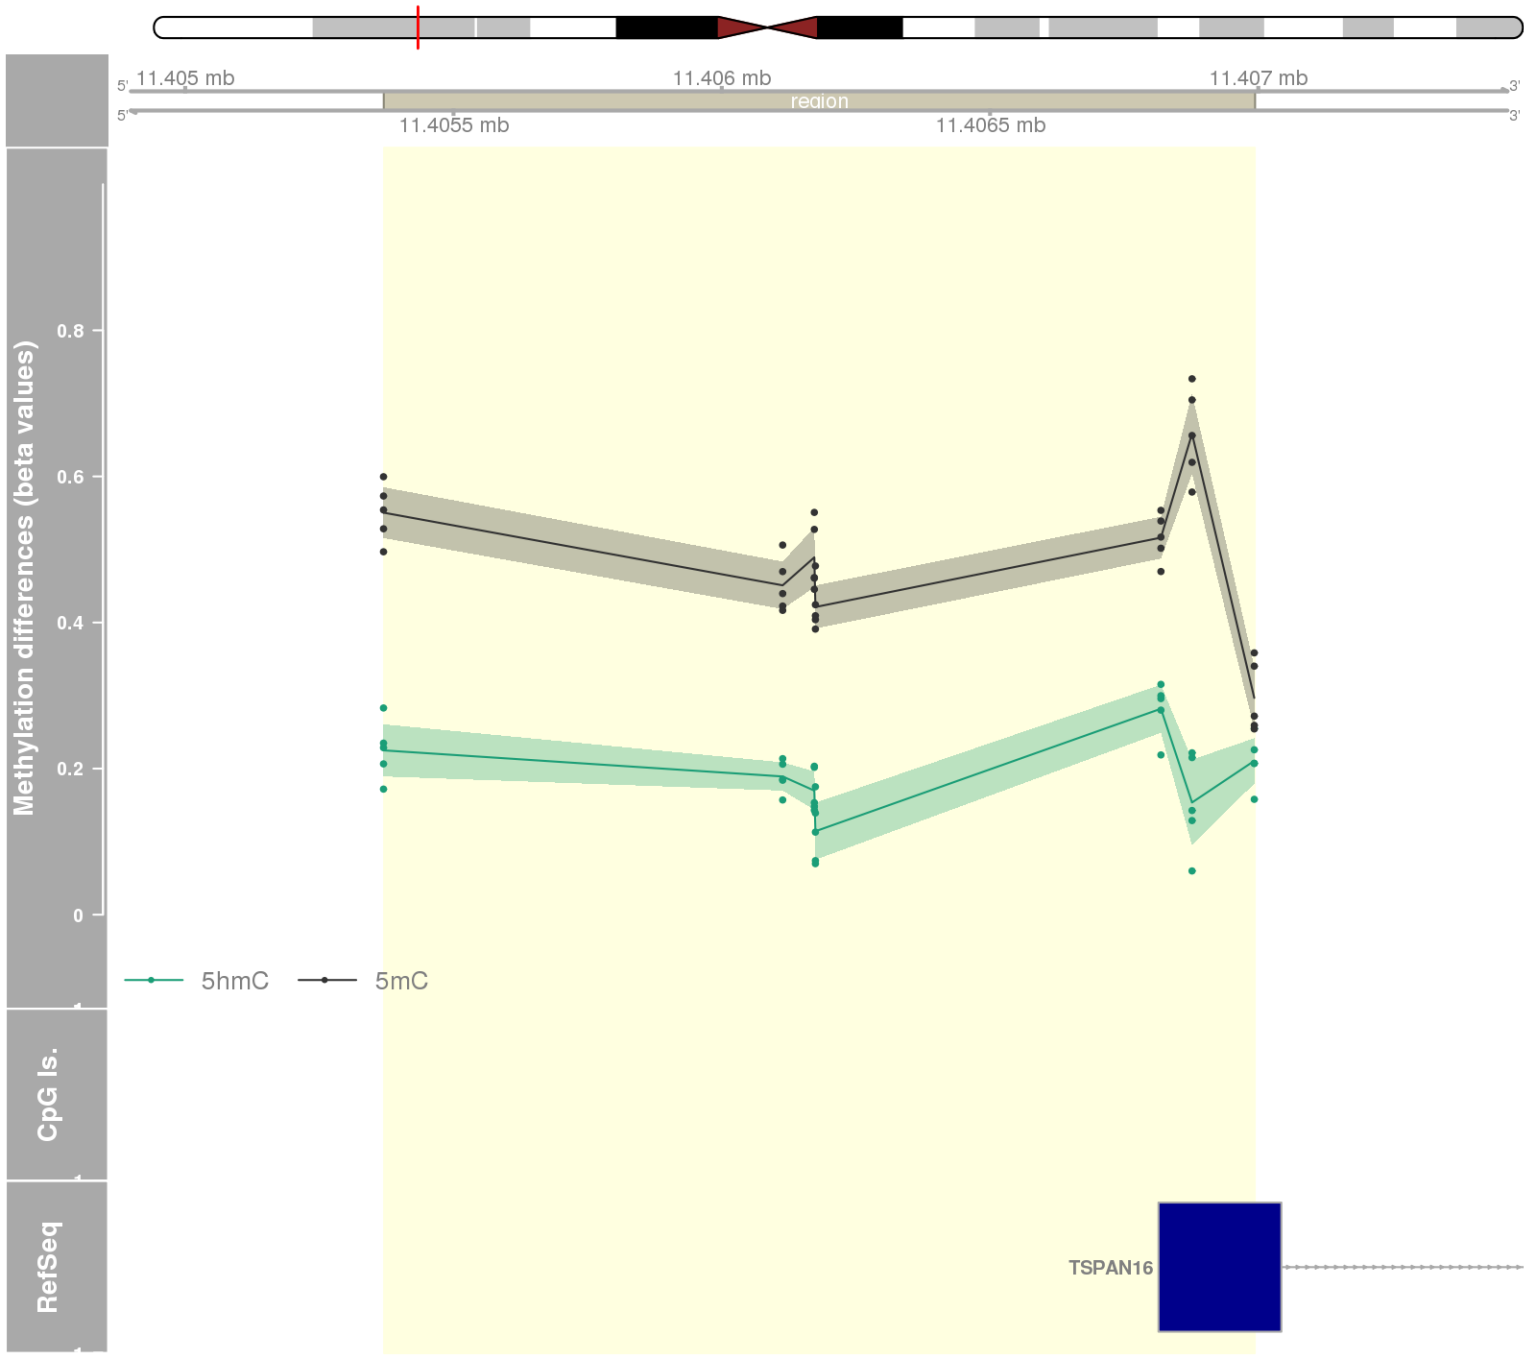 11.405 mb
11.406 mb
11.407 mb
5'
3'
region
5'
3'
11.4055 mb
11.4065 mb
Methylation differences (beta values)
0.8
0.6
0.4
0.2
0
5hmC
5mC
CpG Is.
RefSeq
TSPAN16